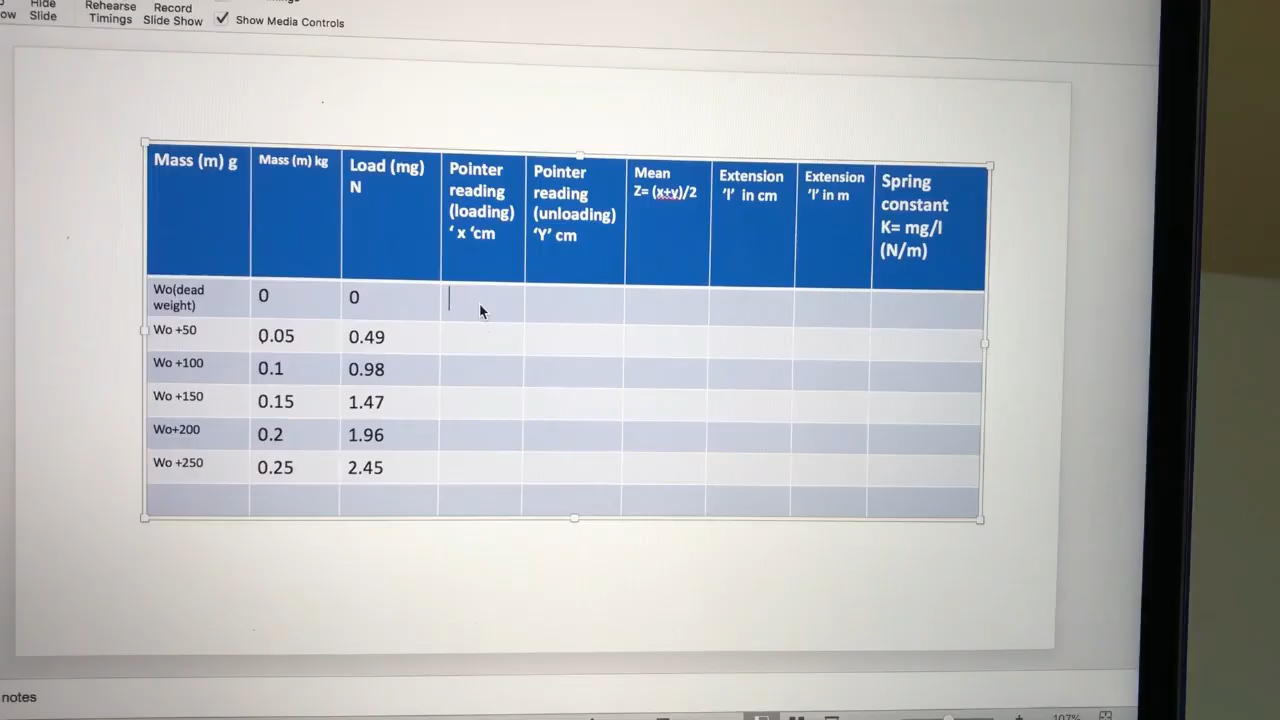 Hide
ow Slide
Rehearse
Timings
Record
Slide Show
Show Media Controls
Mass (m) g
Mass (m) kg
Load (mg)
N
Pointer
reading
(loading)
‘ x ‘cm
Pointer
reading
(unloading)
‘Y’ cm
Mean
Z= (x+y)/2
Extension
‘l’ in cm
Extension
‘l’ in m
Spring
constant
K= mg/l
(N/m)
Wo(dead
weight)
0
0
Wo +50
0.05
0.49
Wo +100
0.1
0.98
Wo +150
0.15
1.47
Wo+200
0.2
1.96
Wo +250
0.25
2.45
notes
107%